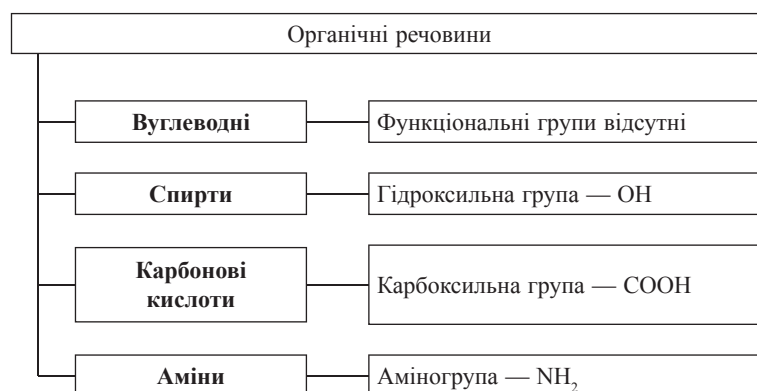 Органічні речовини
Вуглеводні
Функціональні групи відсутні
Спирти
Гідроксильна група — OH
Карбонові
кислоти
Карбоксильна група — COOH
Аміни
Аміногрупа — NH₂